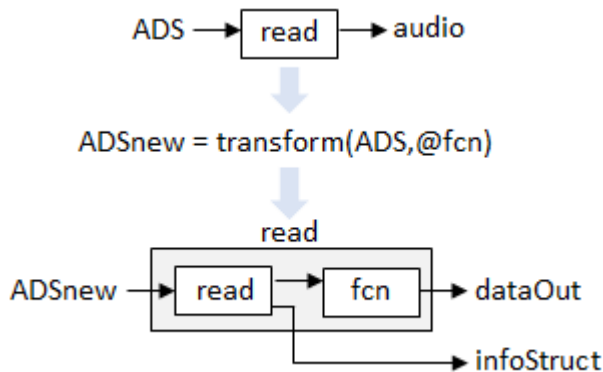 ADS read audio
ADSnew = transform(ADS,@fcn)
read
ADSnew read fcn dataOut
infoStruct